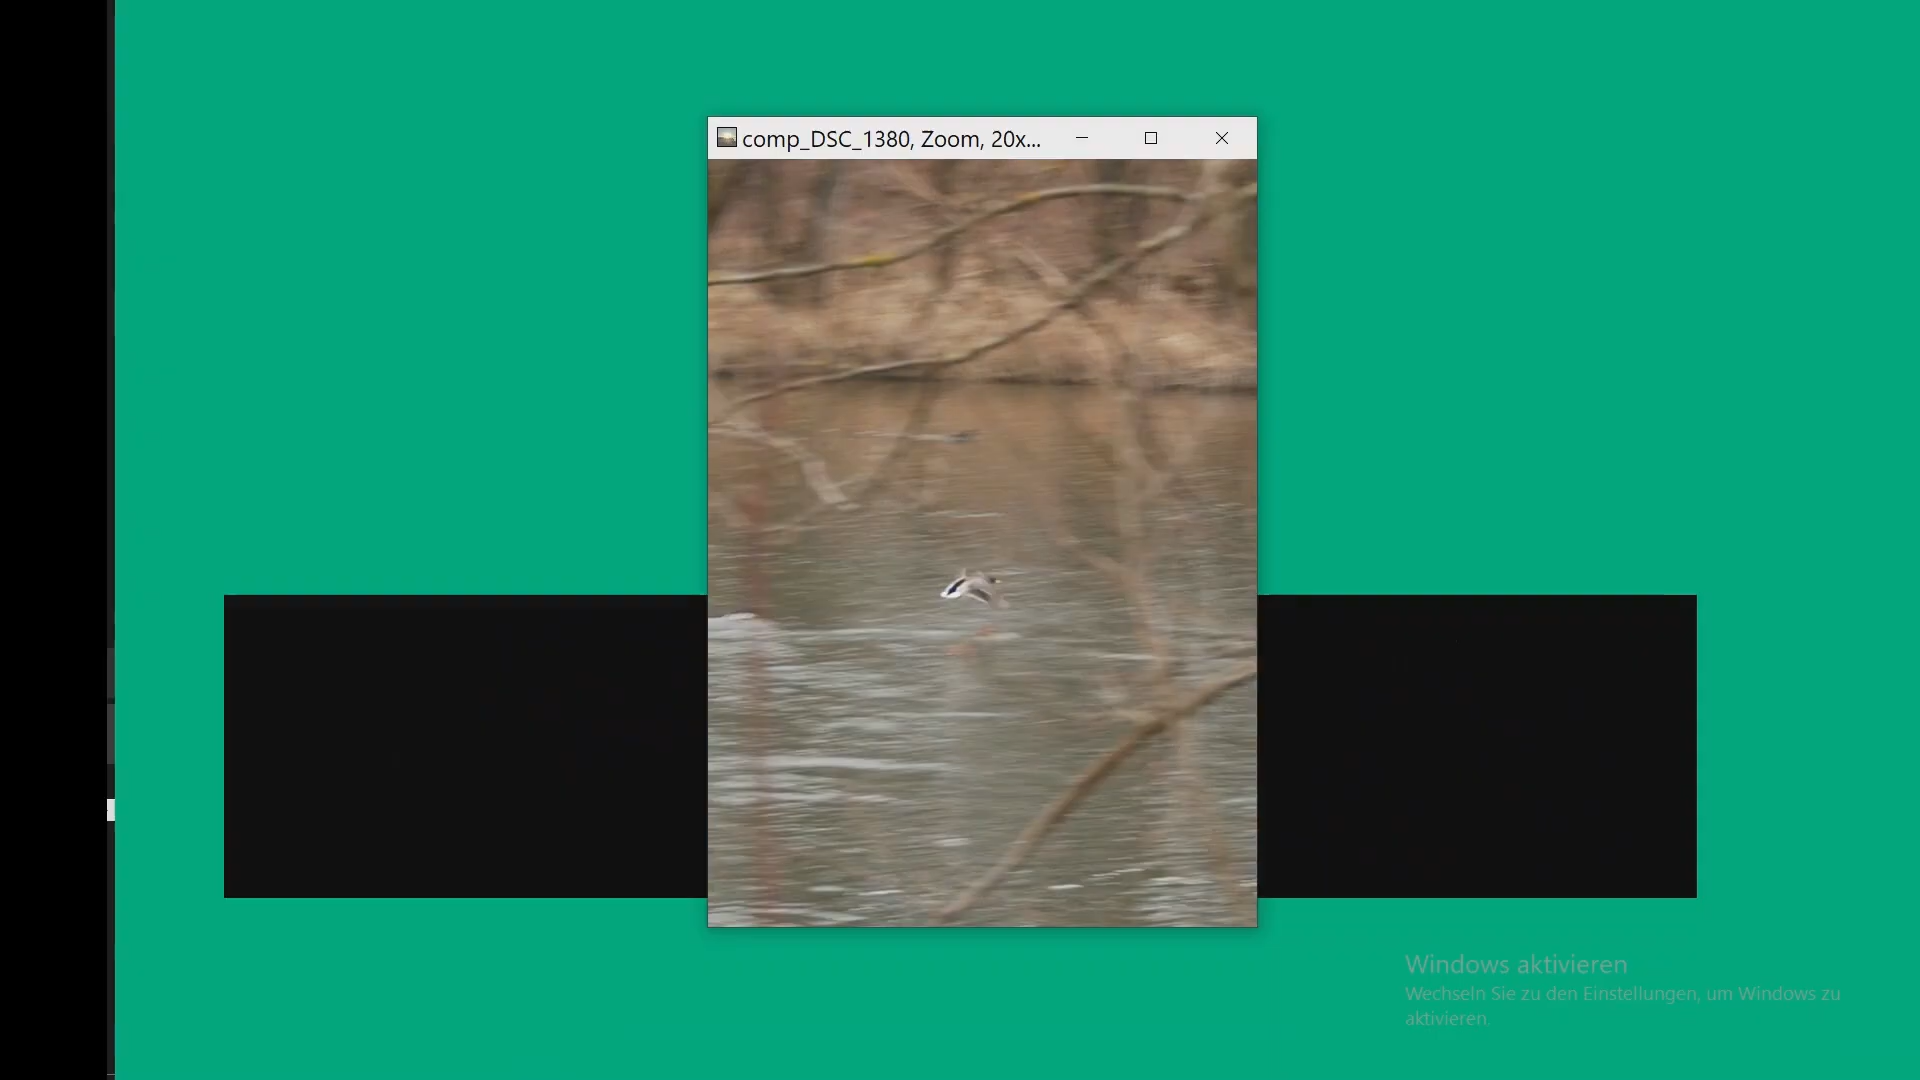 comp_DSC_1380, Zoom, 20x...
Windows aktivieren
Wechseln Sie zu den Einstellungen, um Windows zu
aktivieren.